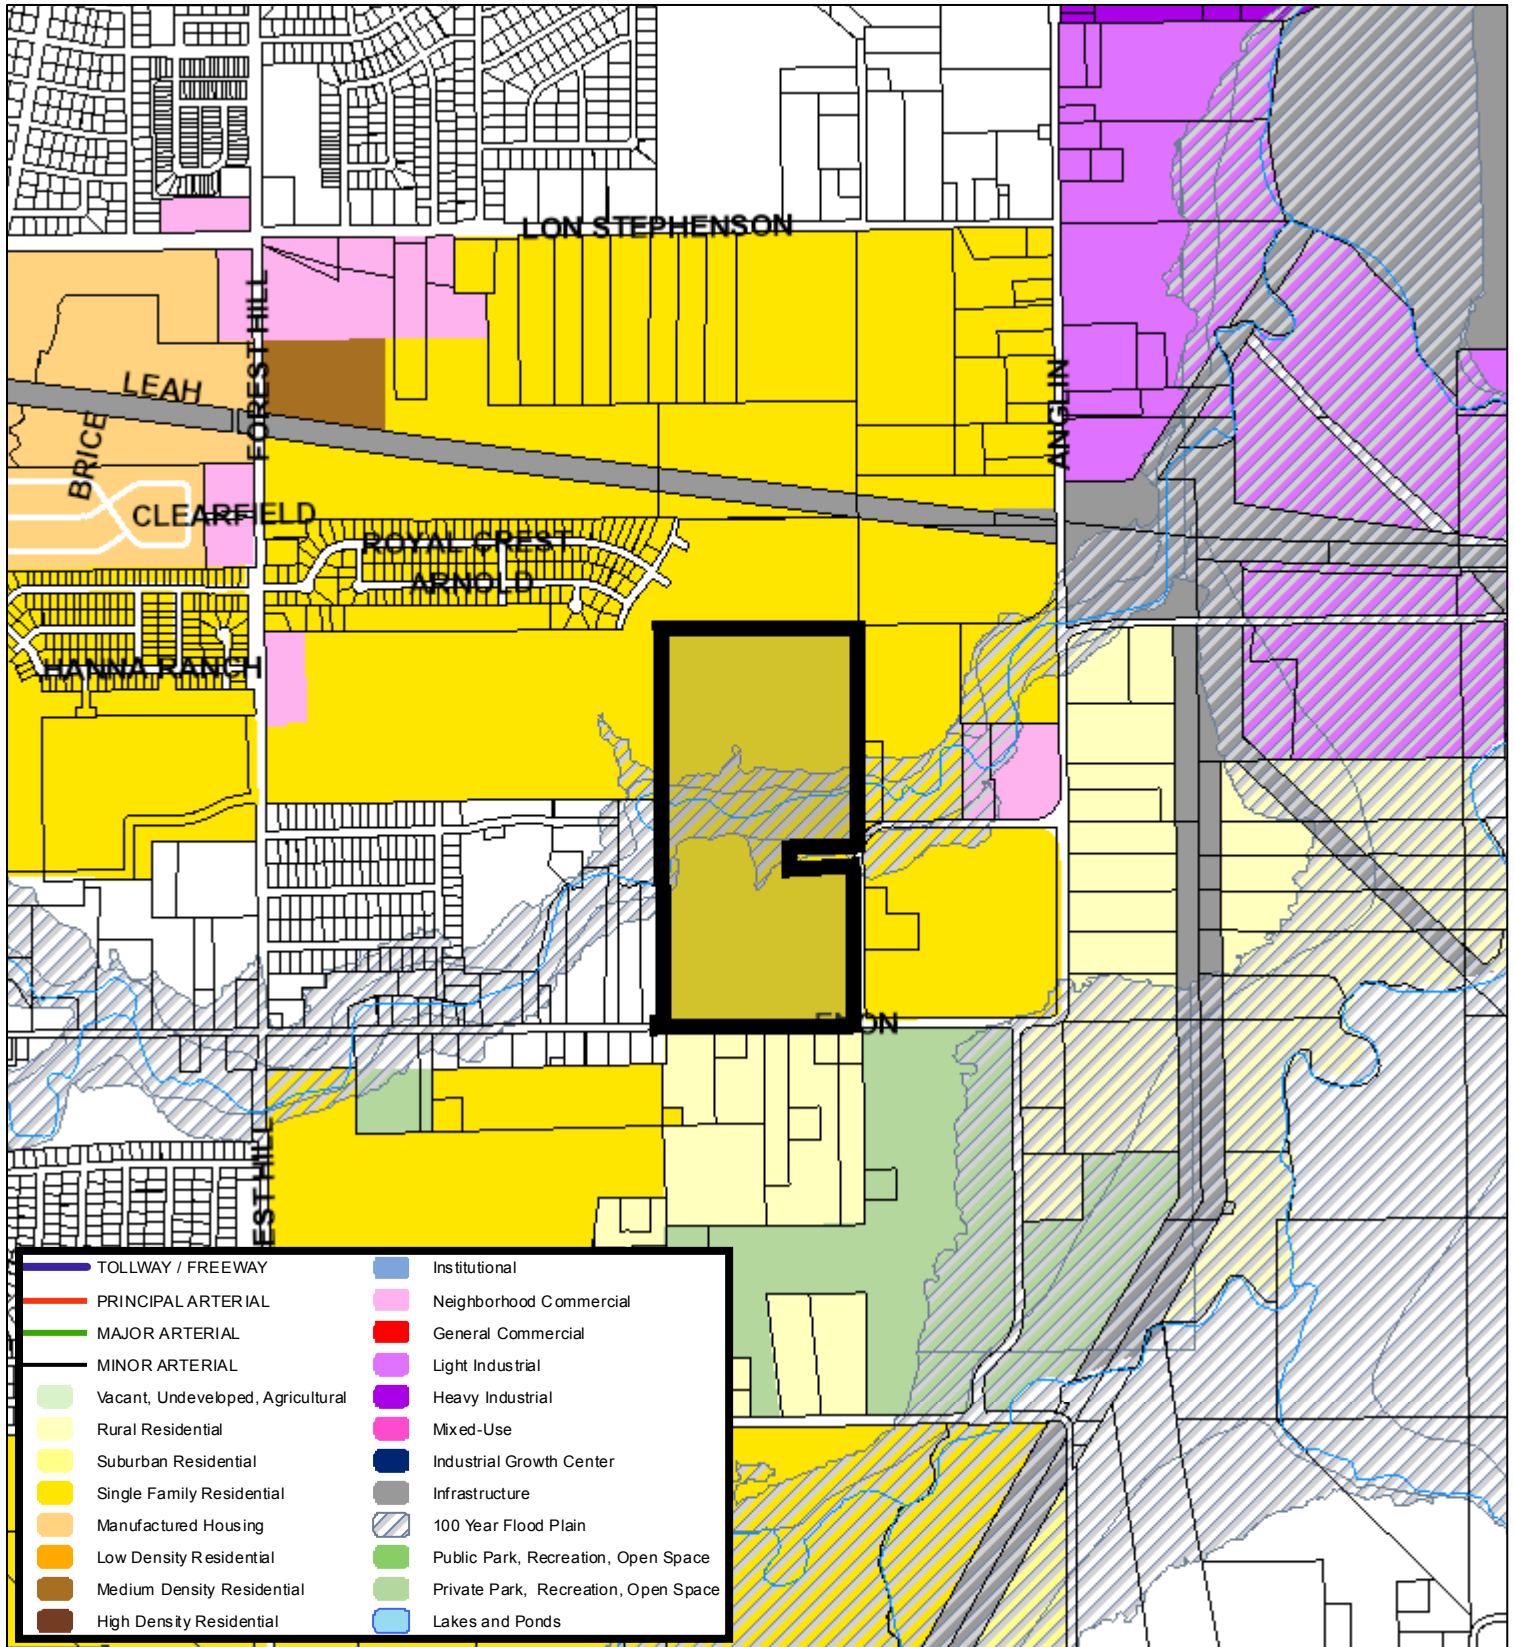 LON STEPHENSON
FOREST HILL
LEAH
BRICE
ANGLIN
CLEARFIELD
ROYAL CREST
ARNOLD
HANNA RANCH
ENON
EST HILL
TOLLWAY / FREEWAY
PRINCIPAL ARTERIAL
MAJOR ARTERIAL
MINOR ARTERIAL
Vacant, Undeveloped, Agricultural
Rural Residential
Suburban Residential
Single Family Residential
Manufactured Housing
Low Density Residential
Medium Density Residential
High Density Residential
Institutional
Neighborhood Commercial
General Commercial
Light Industrial
Heavy Industrial
Mixed-Use
Industrial Growth Center
Infrastructure
100 Year Flood Plain
Public Park, Recreation, Open Space
Private Park, Recreation, Open Space
Lakes and Ponds